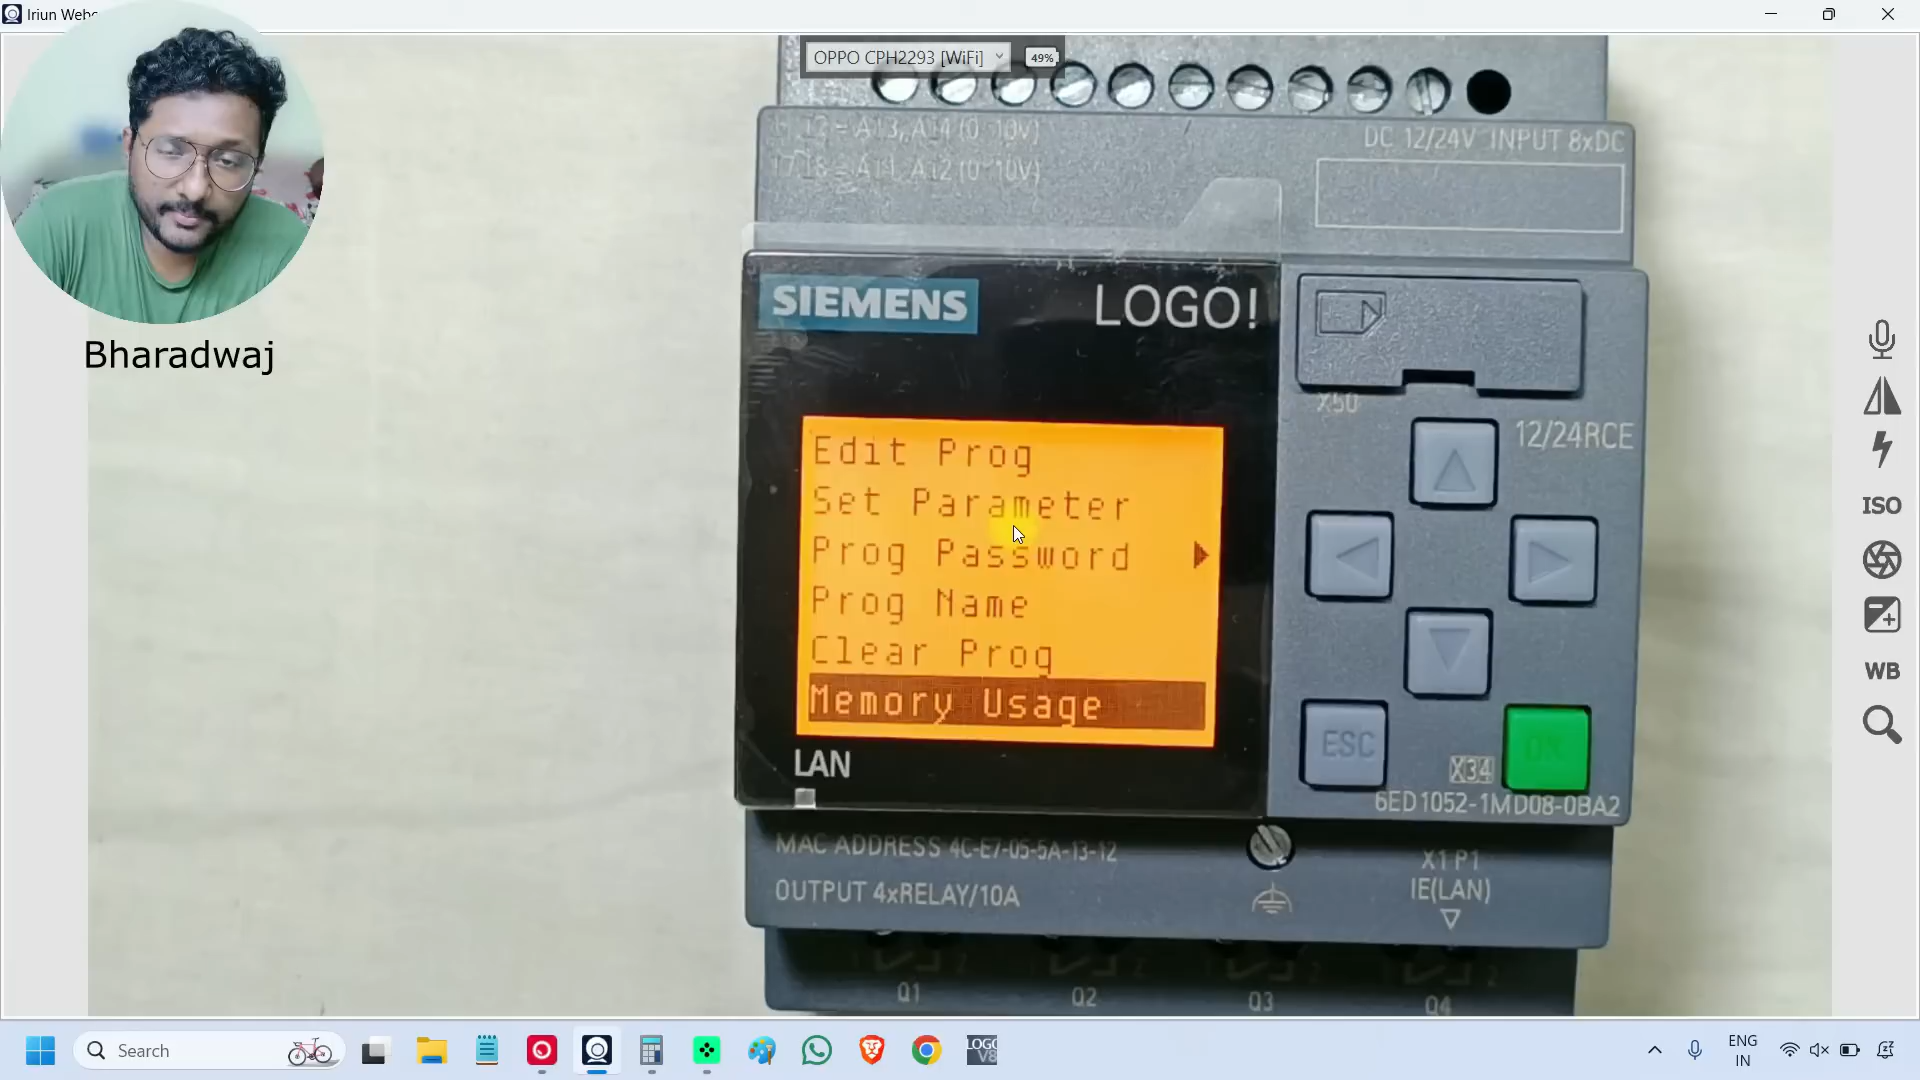 Iriun Webc
OPPO CPH2293 [WiFi]
49%
DC 12/24V INPUT 8xDC
Bharadwaj
SIEMENS
LOGO!
X50
12/24RCE
Edit Prog
Set Parameter
Prog Password
Prog Name
Clear Prog
Memory Usage
LAN
ESC
OK
X34
6ED1052-1MD08-0BA2
MAC ADDRESS 4C-E7-05-5A-13-12
OUTPUT 4xRELAY/10A
X1 P1
IE(LAN)
Q1
Q2
Q3
Q4
ISO
WB
Search
LOGO
V8
ENG
IN